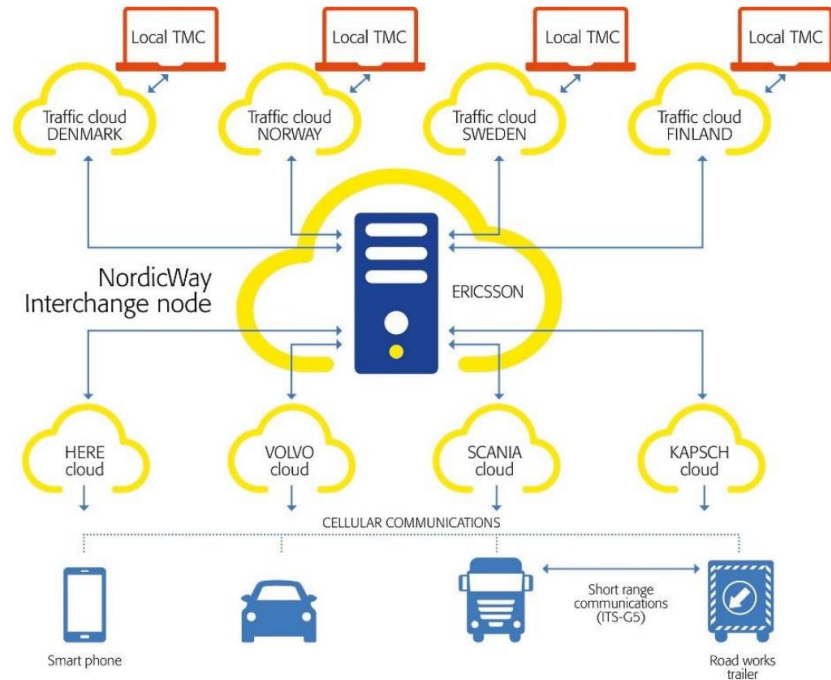 Local TMC
Local TMC
Local TMC
Local TMC
Traffic cloud
DENMARK
Traffic cloud
NORWAY
Traffic cloud
SWEDEN
Traffic cloud
FINLAND
NordicWay
Interchange node
ERICSSON
HERE
cloud
VOLVO
cloud
SCANIA
cloud
KAPSCH
cloud
CELLULAR COMMUNICATIONS
Short range
communications
(ITS-G5)
Smart phone
Road works
trailer